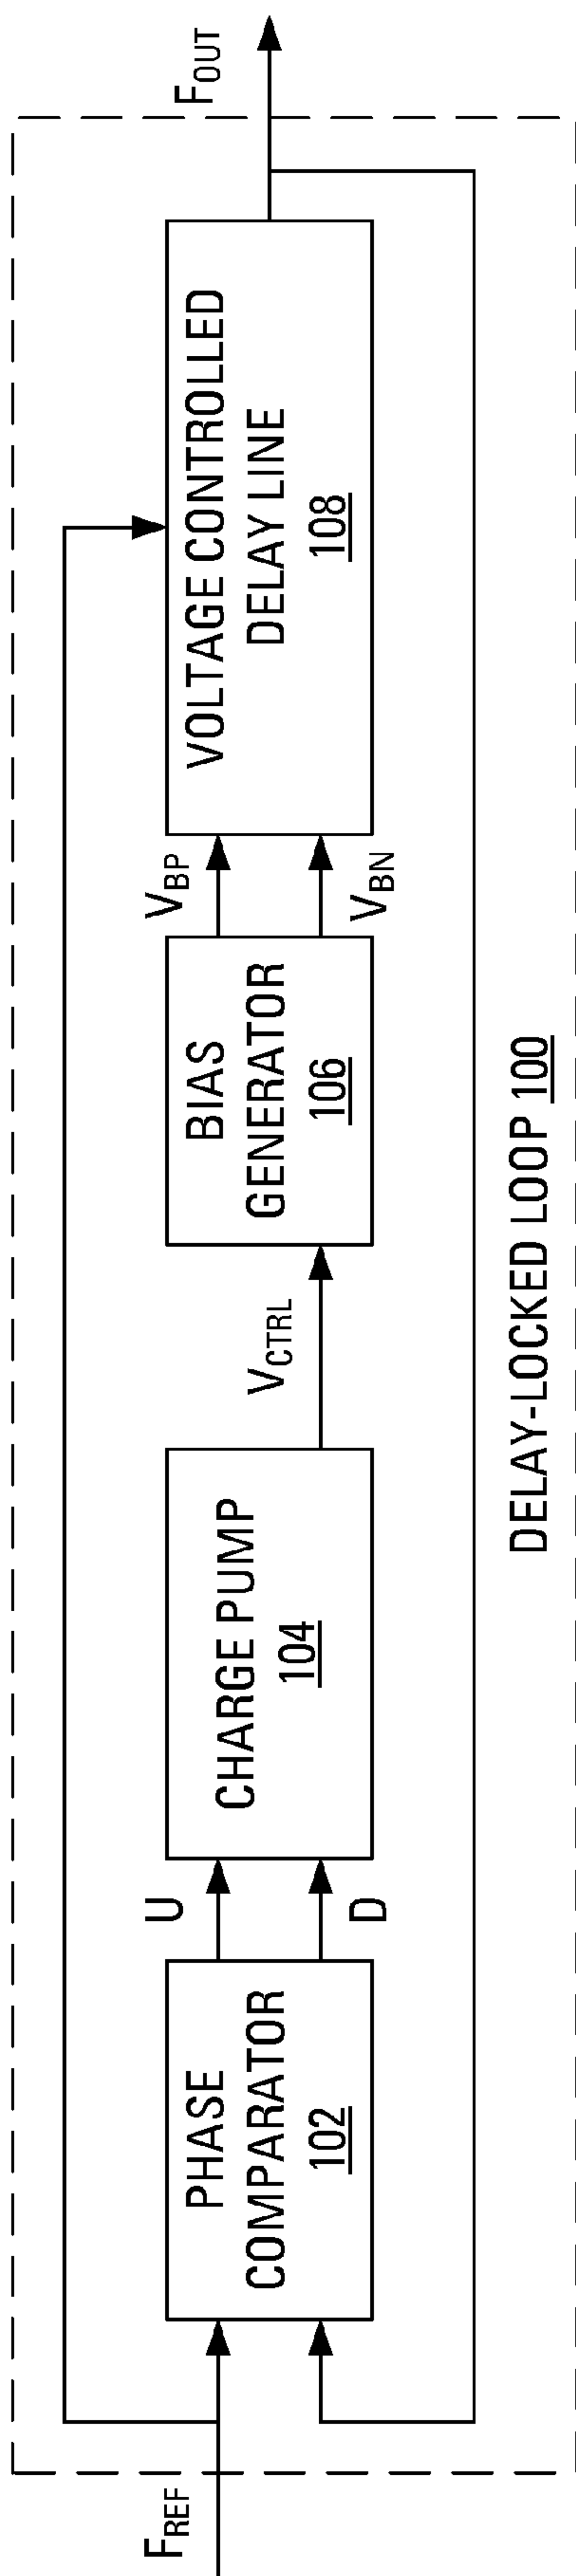 F_REF
PHASE
COMPARATOR
102
U
D
CHARGE PUMP
104
V_CTRL
BIAS
GENERATOR
106
V_BP
V_BN
VOLTAGE CONTROLLED
DELAY LINE
108
F_OUT
DELAY-LOCKED LOOP 100